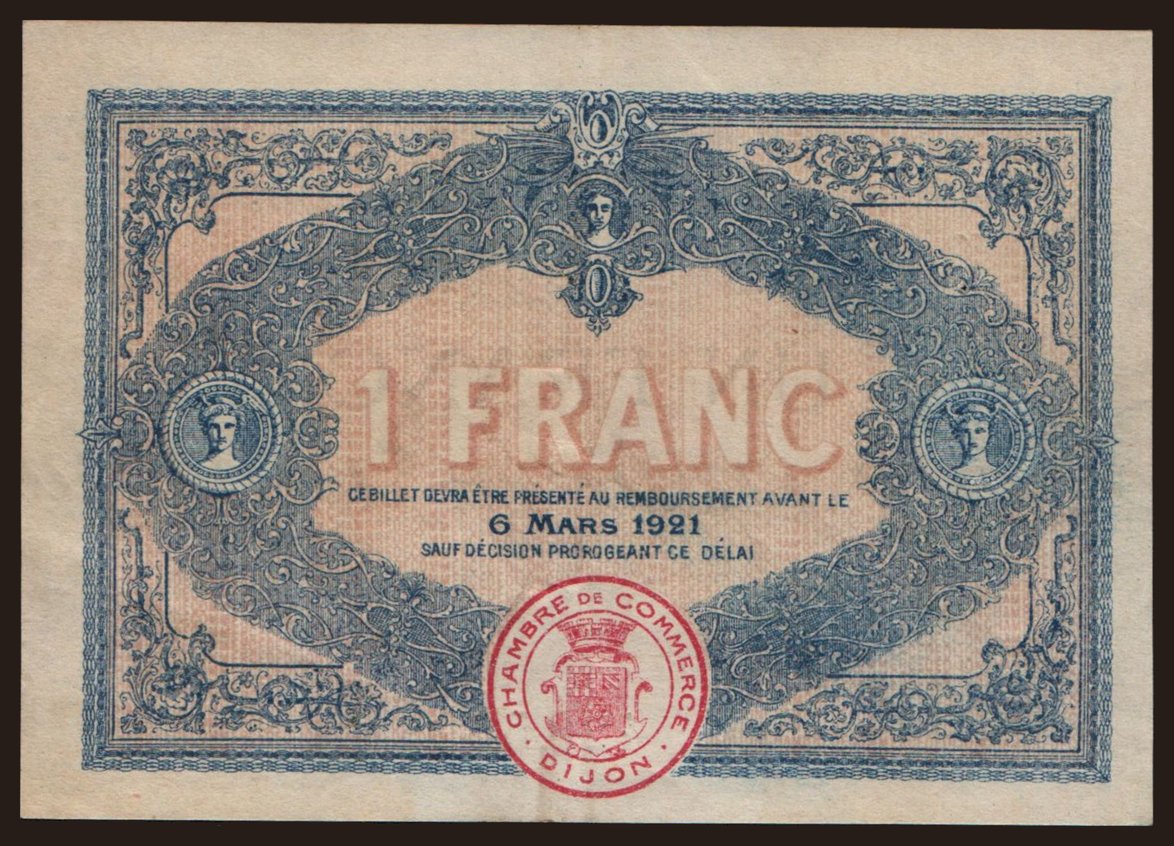 1 FRANC
CE BILLET DEVRA ÊTRE PRÉSENTÉ AU REMBOURSEMENT AVANT LE
6 MARS 1921
SAUF DÉCISION PROROGEANT CE DÉLAI
CHAMBRE DE COMMERCE
· DIJON ·